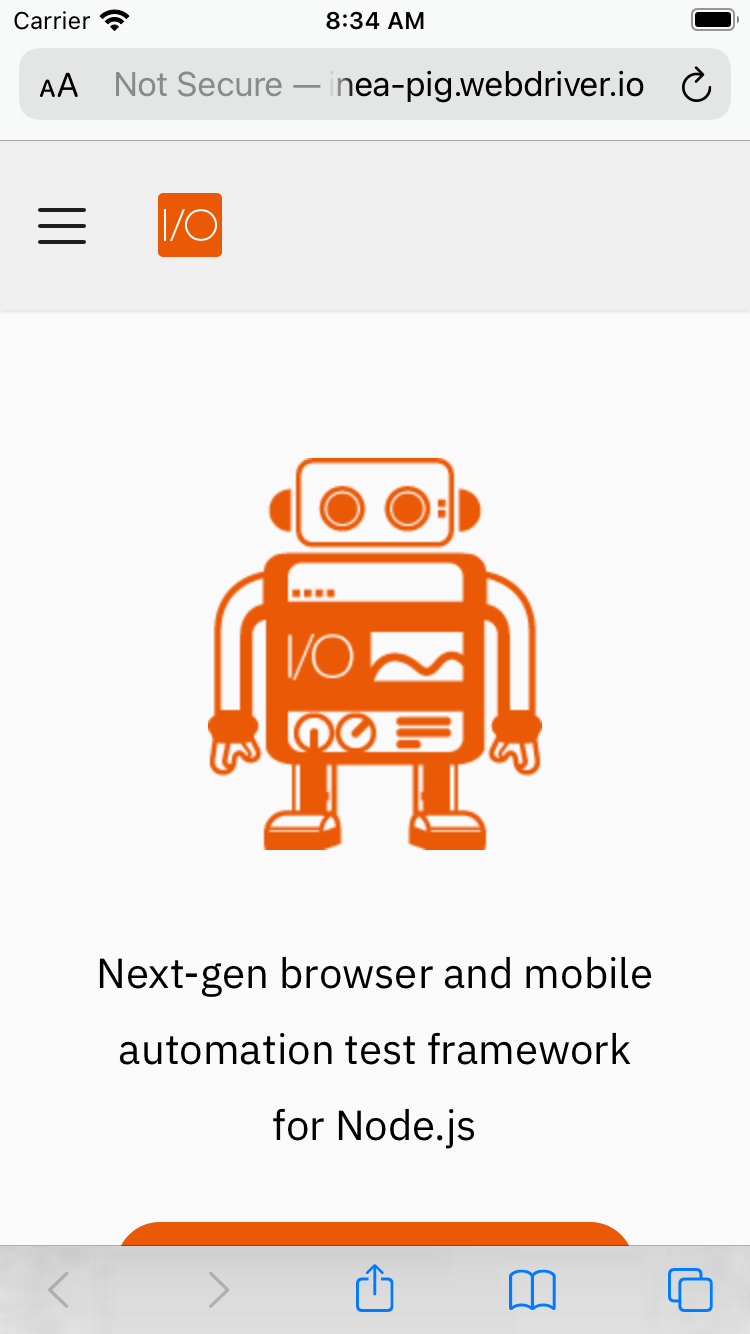 Carrier 8:34 AM
AA Not Secure — inea-pig.webdriver.io
I/O
I/O
Next-gen browser and mobile
automation test framework
for Node.js